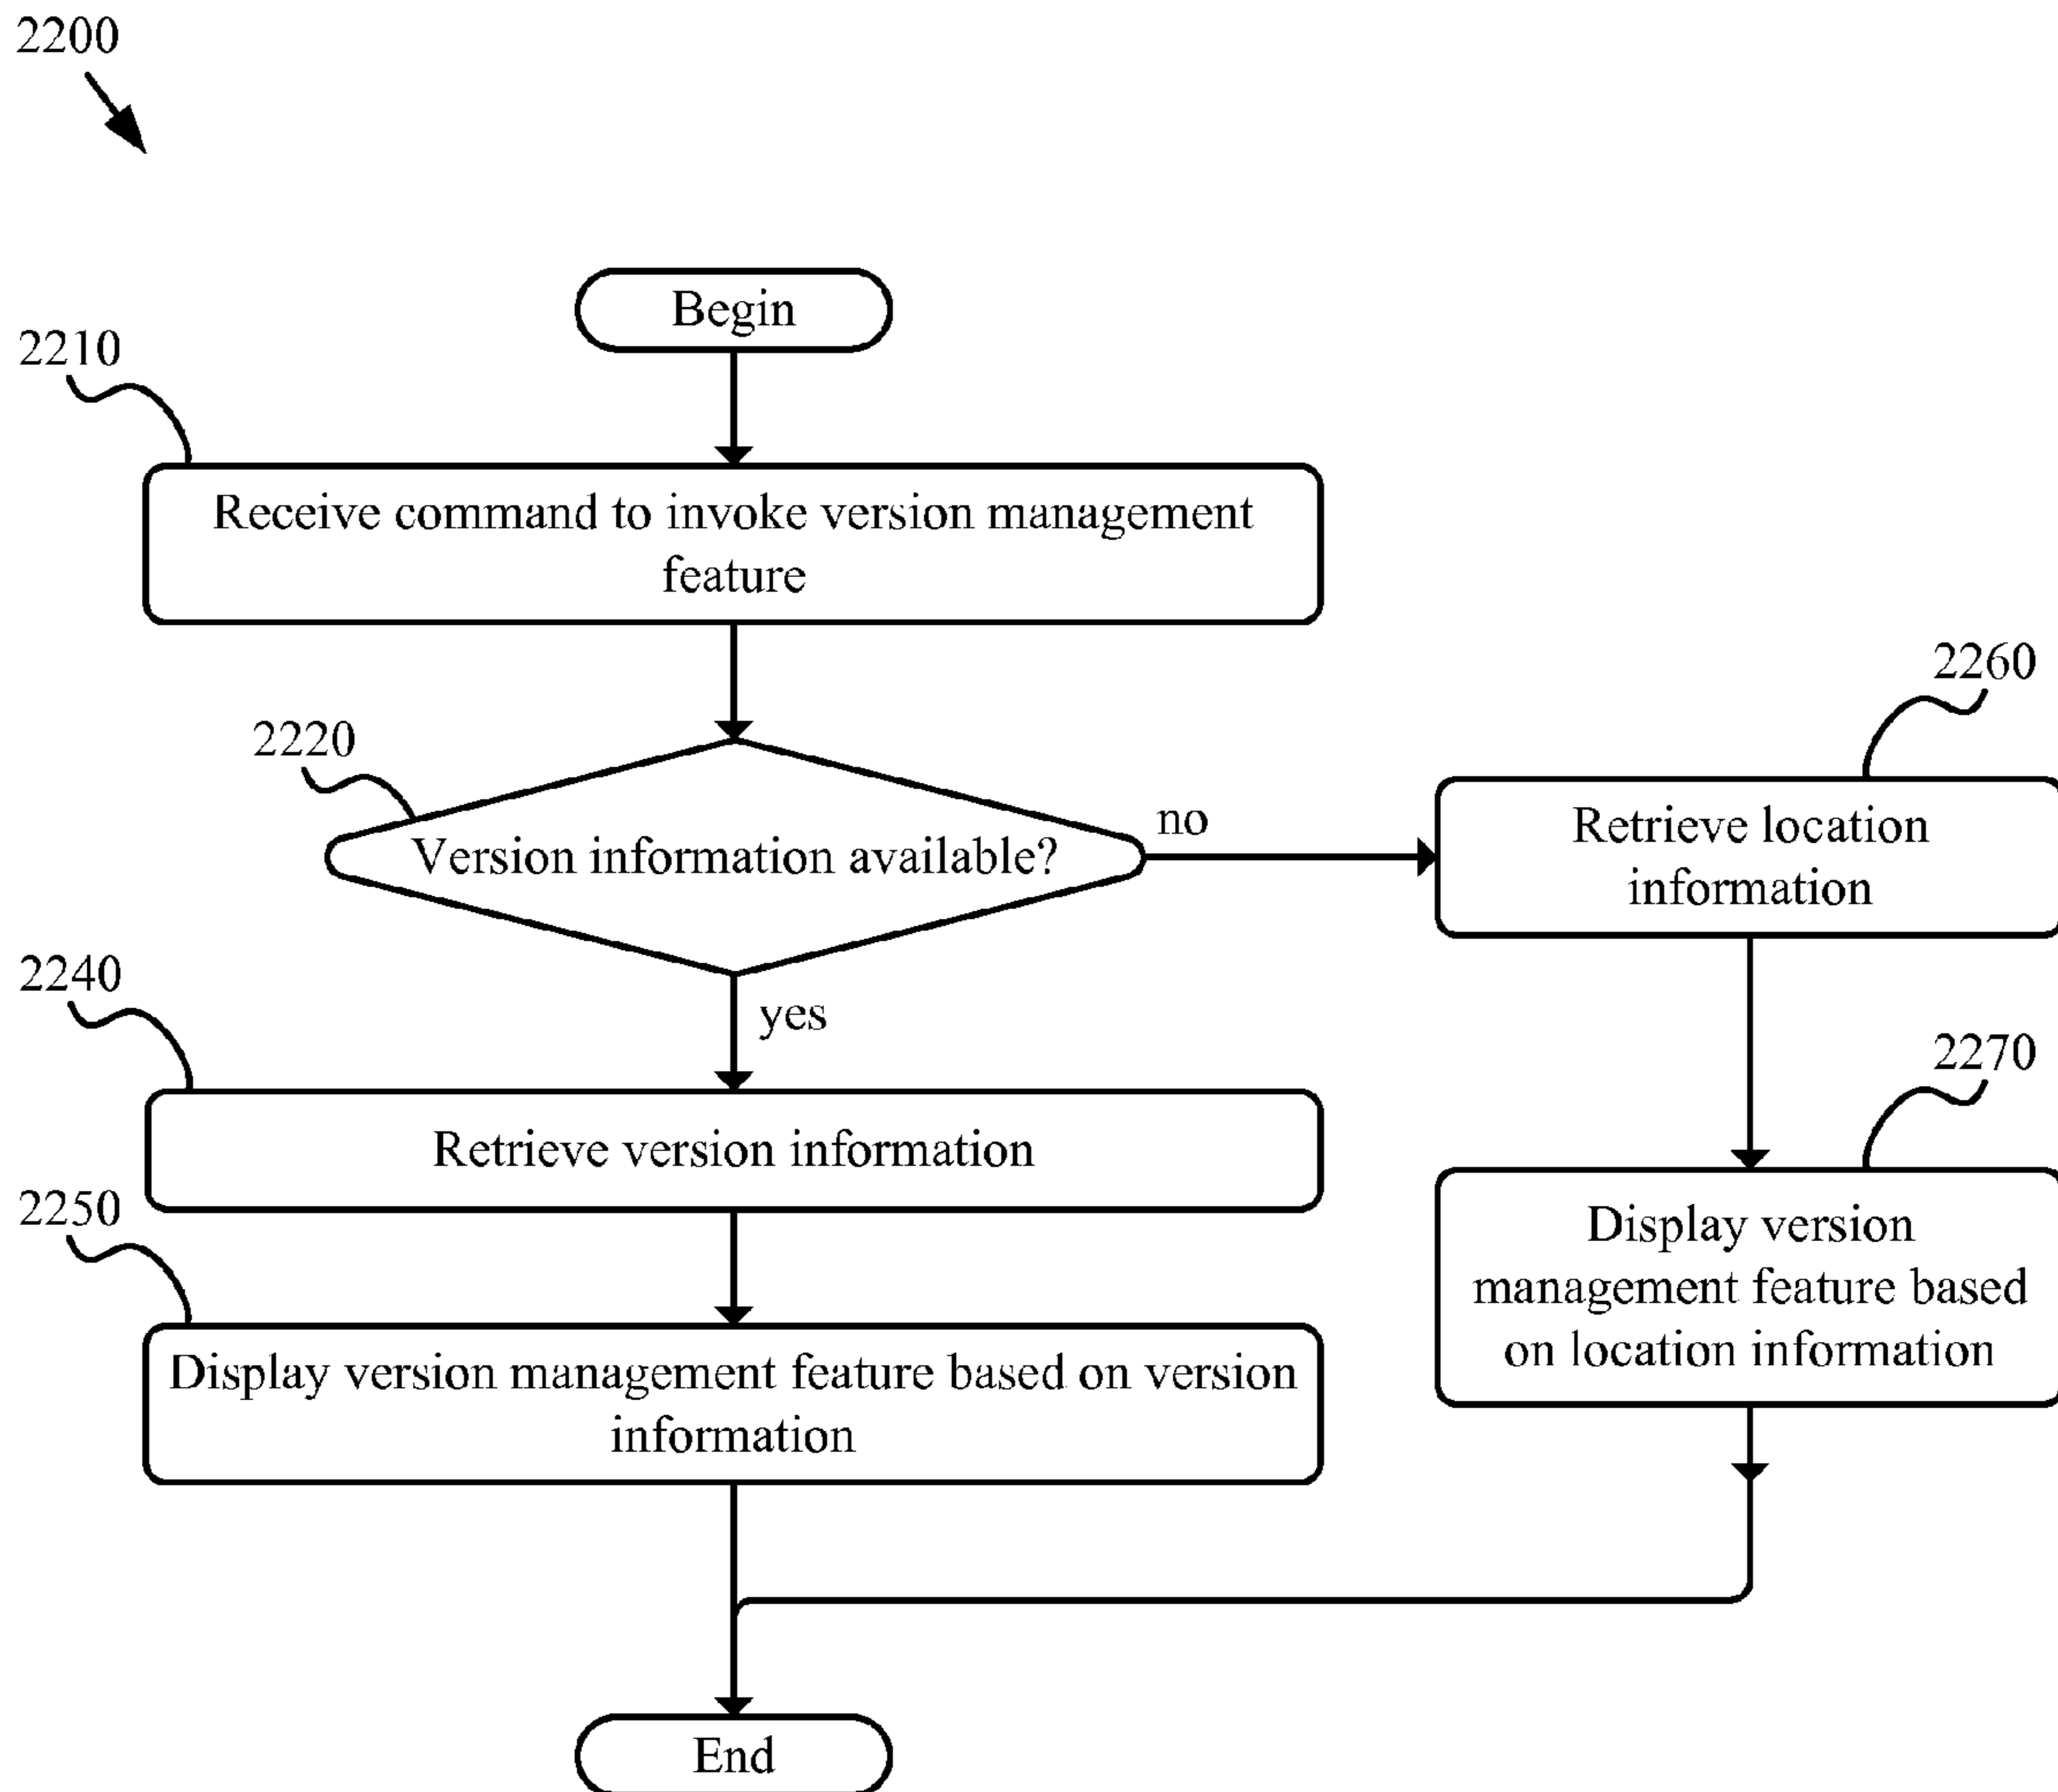 2200
Begin
2210
Receive command to invoke version management
feature
2220
Version information available?
no
2260
Retrieve location
information
yes
2240
Retrieve version information
2270
Display version
management feature based
on location information
2250
Display version management feature based on version
information
End